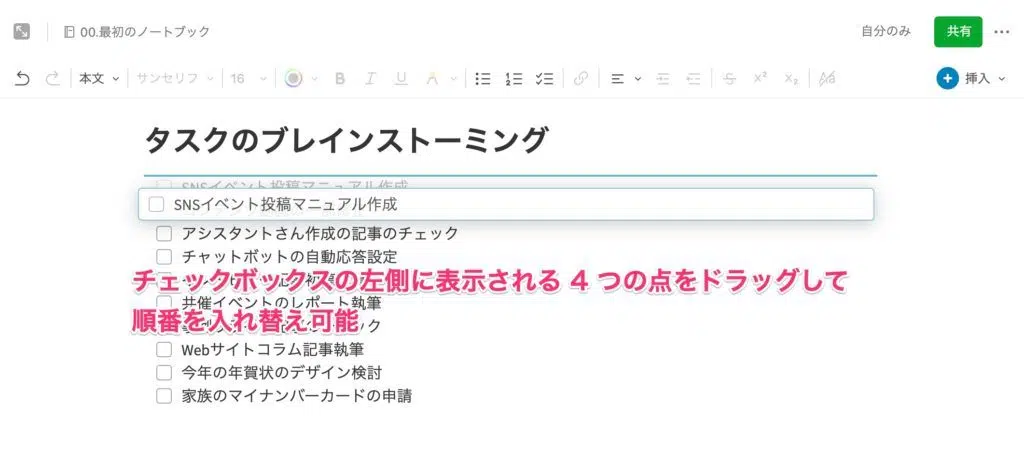 00.最初のノートブック
自分のみ
共有
本文
サンセリフ
16
B I U A
挿入
タスクのブレインストーミング
SNSイベント投稿マニュアル作成
SNSイベント投稿マニュアル作成
アシスタントさん作成の記事のチェック
チャットボットの自動応答設定
チェックボックスの左側に表示される 4 つの点をドラッグして
共催イベントのレポート執筆
順番を入れ替え可能
Webサイトコラム記事執筆
今年の年賀状のデザイン検討
家族のマイナンバーカードの申請